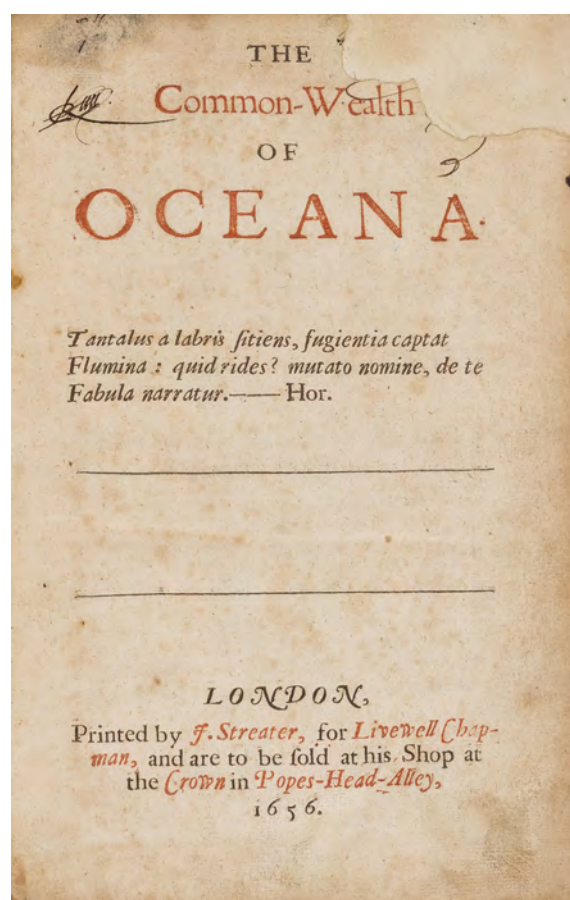 THE
Common-Wealth
OF
OCEANA.
Tantalus a labris ſitiens, fugientia captat
Flumina : quid rides? mutato nomine, de te
Fabula narratur.—— Hor.
LONDON,
Printed by J. Streater, for Livewell Chap-
man, and are to be ſold at his Shop at
the Crown in Popes-Head-Alley,
1656.